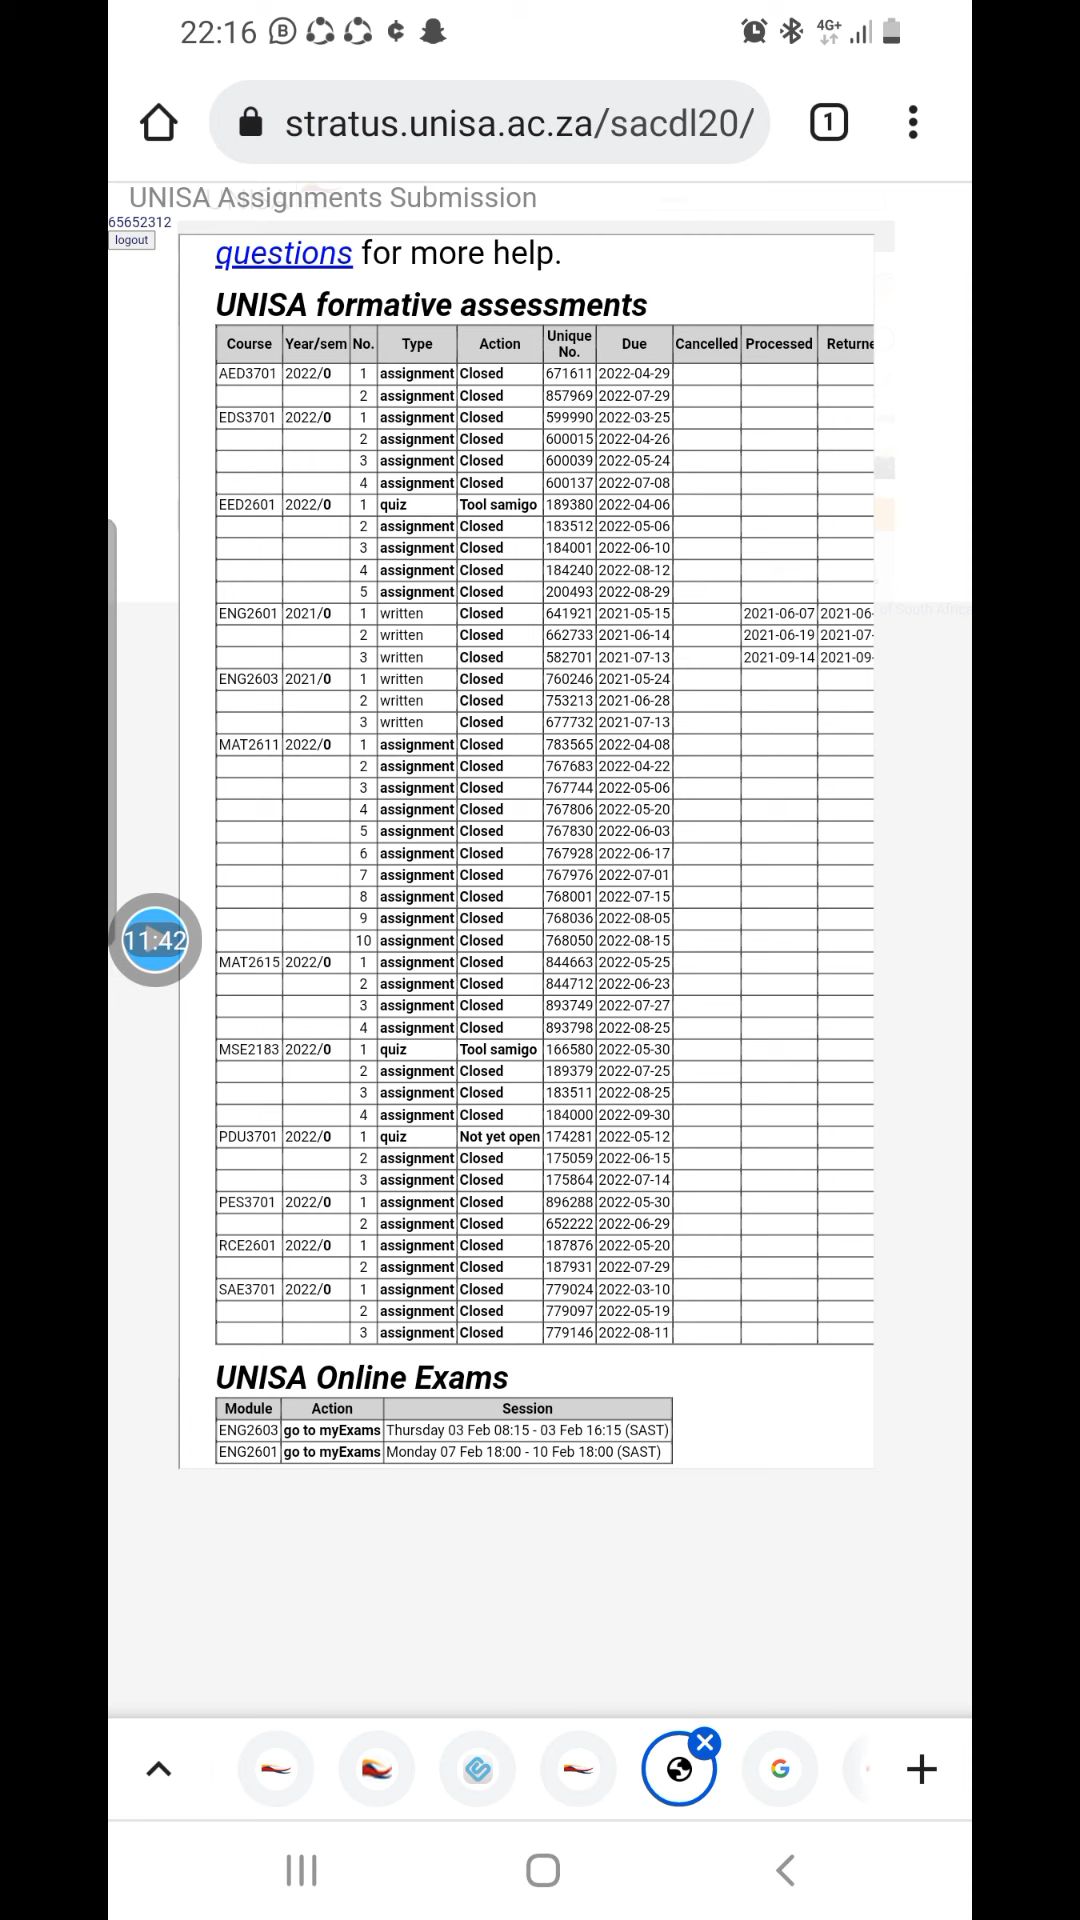 22:16 4G+
stratus.unisa.ac.za/sacdl20/ 1
UNISA Assignments Submission
65652312
logout
questions for more help.
UNISA formative assessments
Course Year/sem No. Type Action Unique No. Due Cancelled Processed Returne
AED3701 2022/0 1 assignment Closed 671611 2022-04-29
2 assignment Closed 857969 2022-07-29
EDS3701 2022/0 1 assignment Closed 599990 2022-03-25
2 assignment Closed 600015 2022-04-26
3 assignment Closed 600039 2022-05-24
4 assignment Closed 600137 2022-07-08
EED2601 2022/0 1 quiz Tool samigo 189380 2022-04-06
2 assignment Closed 183512 2022-05-06
3 assignment Closed 184001 2022-06-10
4 assignment Closed 184240 2022-08-12
5 assignment Closed 200493 2022-08-29
ENG2601 2021/0 1 written Closed 641921 2021-05-15 2021-06-07 2021-06- of South Africa
2 written Closed 662733 2021-06-14 2021-06-19 2021-07-
3 written Closed 582701 2021-07-13 2021-09-14 2021-09-
ENG2603 2021/0 1 written Closed 760246 2021-05-24
2 written Closed 753213 2021-06-28
3 written Closed 677732 2021-07-13
MAT2611 2022/0 1 assignment Closed 783565 2022-04-08
2 assignment Closed 767683 2022-04-22
3 assignment Closed 767744 2022-05-06
4 assignment Closed 767806 2022-05-20
5 assignment Closed 767830 2022-06-03
6 assignment Closed 767928 2022-06-17
7 assignment Closed 767976 2022-07-01
8 assignment Closed 768001 2022-07-15
9 assignment Closed 768036 2022-08-05
11:42
10 assignment Closed 768050 2022-08-15
MAT2615 2022/0 1 assignment Closed 844663 2022-05-25
2 assignment Closed 844712 2022-06-23
3 assignment Closed 893749 2022-07-27
4 assignment Closed 893798 2022-08-25
MSE2183 2022/0 1 quiz Tool samigo 166580 2022-05-30
2 assignment Closed 189379 2022-07-25
3 assignment Closed 183511 2022-08-25
4 assignment Closed 184000 2022-09-30
PDU3701 2022/0 1 quiz Not yet open 174281 2022-05-12
2 assignment Closed 175059 2022-06-15
3 assignment Closed 175864 2022-07-14
PES3701 2022/0 1 assignment Closed 896288 2022-05-30
2 assignment Closed 652222 2022-06-29
RCE2601 2022/0 1 assignment Closed 187876 2022-05-20
2 assignment Closed 187931 2022-07-29
SAE3701 2022/0 1 assignment Closed 779024 2022-03-10
2 assignment Closed 779097 2022-05-19
3 assignment Closed 779146 2022-08-11
UNISA Online Exams
Module Action Session
ENG2603 go to myExams Thursday 03 Feb 08:15 - 03 Feb 16:15 (SAST)
ENG2601 go to myExams Monday 07 Feb 18:00 - 10 Feb 18:00 (SAST)